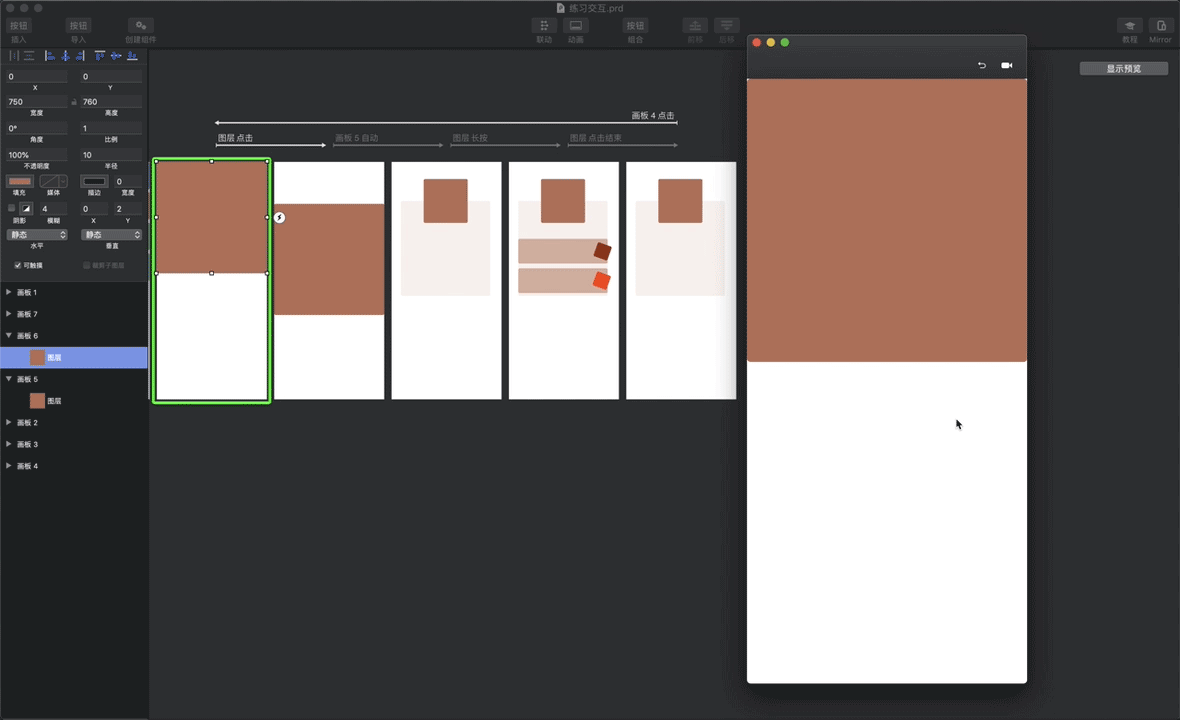 练习交互.prd
按钮 按钮 按钮
插入 导入 创建组件 联动 动画 组合 前移 后移 教程 Mirror
显示预览
0 0
X Y
750 760
宽度 高度
0° 1
角度 比例
100% 10
不透明度 半径
0
填充 媒体 描边 宽度
4 0 2
阴影 模糊 X Y
静态 静态
水平 垂直
可触摸 裁剪子图层
画板 1
画板 7
画板 6
图层
画板 5
图层
画板 2
画板 3
画板 4
画板 4 点击
图层 点击 画板 5 自动 图层 长按 图层 点击结束